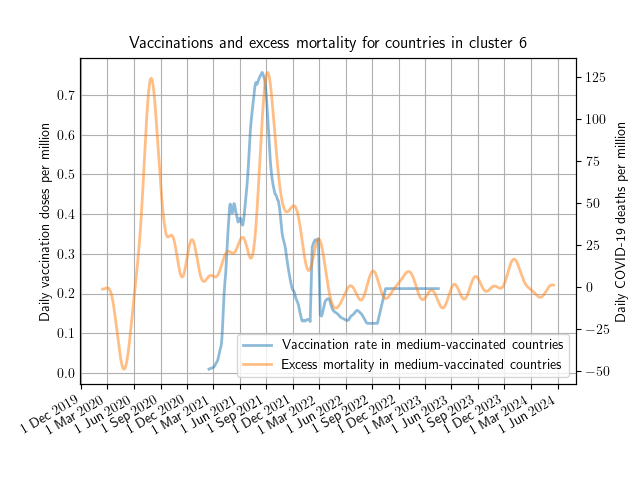 Vaccinations and excess mortality for countries in cluster 6
Daily vaccination doses per million
0.7
0.6
0.5
0.4
0.3
0.2
0.1
0.0
125
100
75
50
25
0
−25
−50
Daily COVID-19 deaths per million
Vaccination rate in medium-vaccinated countries
Excess mortality in medium-vaccinated countries
1 Dec 2019
1 Mar 2020
1 Jun 2020
1 Sep 2020
1 Dec 2020
1 Mar 2021
1 Jun 2021
1 Sep 2021
1 Dec 2021
1 Mar 2022
1 Jun 2022
1 Sep 2022
1 Dec 2022
1 Mar 2023
1 Jun 2023
1 Sep 2023
1 Dec 2023
1 Mar 2024
1 Jun 2024